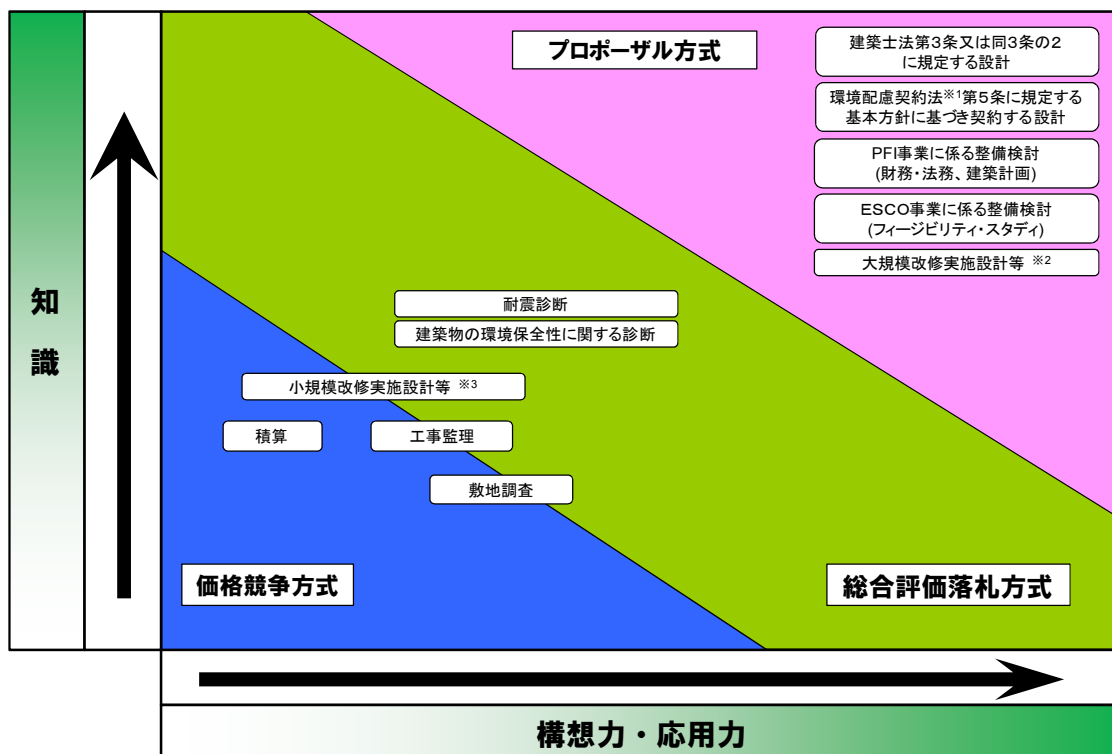 プロポーザル方式
建築士法第3条又は同3条の2
に規定する設計
環境配慮契約法※1第5条に規定する
基本方針に基づき契約する設計
PFI事業に係る整備検討
(財務・法務、建築計画)
ESCO事業に係る整備検討
(フィージビリティ・スタディ)
大規模改修実施設計等 ※2
知
識
耐震診断
建築物の環境保全性に関する診断
小規模改修実施設計等 ※3
積算
工事監理
敷地調査
価格競争方式
総合評価落札方式
構想力・応用力